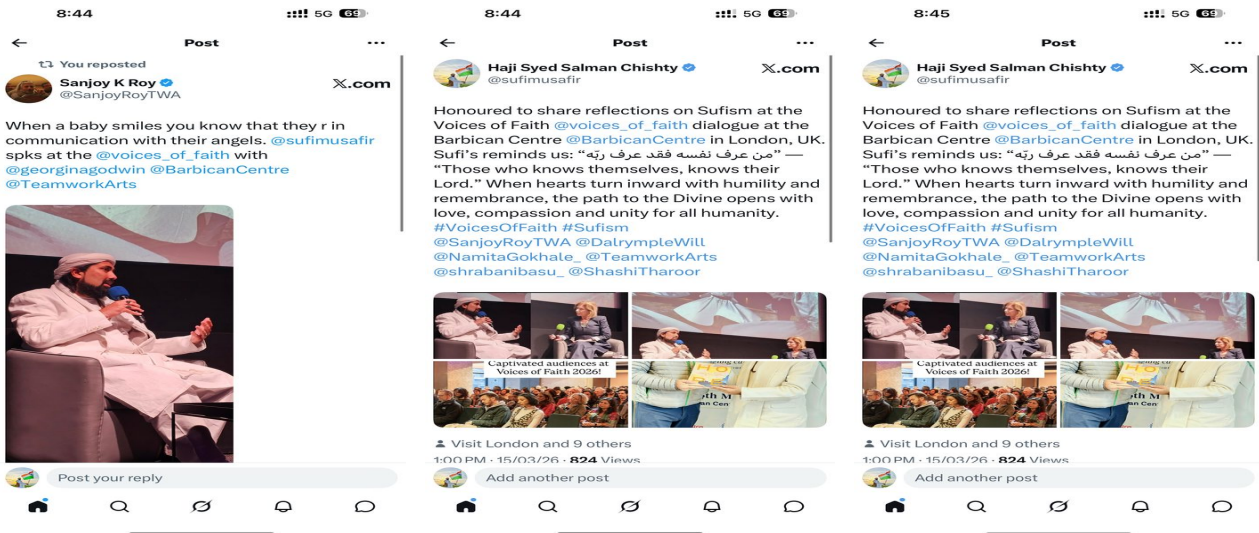 8:44
5G 69
Post
You reposted
Sanjoy K Roy
@SanjoyRoyTWA
X.com
When a baby smiles you know that they r in
communication with their angels. @sufimusafir
spks at the @voices_of_faith with
@georginagodwin @BarbicanCentre
@TeamworkArts
Post your reply
8:44
5G 69
Post
Haji Syed Salman Chishty
@sufimusafir
X.com
Honoured to share reflections on Sufism at the
Voices of Faith @voices_of_faith dialogue at the
Barbican Centre @BarbicanCentre in London, UK.
Sufi's reminds us: “من عرف نفسه فقد عرف ربّه” —
“Those who knows themselves, knows their
Lord.” When hearts turn inward with humility and
remembrance, the path to the Divine opens with
love, compassion and unity for all humanity.
#VoicesOfFaith #Sufism
@SanjoyRoyTWA @DalrympleWill
@NamitaGokhale_ @TeamworkArts
@shrabanibasu_ @ShashiTharoor
Captivated audiences at
Voices of Faith 2026!
Visit London and 9 others
1:00 PM · 15/03/26 · 824 Views
Add another post
8:45
5G 69
Post
Haji Syed Salman Chishty
@sufimusafir
X.com
Honoured to share reflections on Sufism at the
Voices of Faith @voices_of_faith dialogue at the
Barbican Centre @BarbicanCentre in London, UK.
Sufi's reminds us: “من عرف نفسه فقد عرف ربّه” —
“Those who knows themselves, knows their
Lord.” When hearts turn inward with humility and
remembrance, the path to the Divine opens with
love, compassion and unity for all humanity.
#VoicesOfFaith #Sufism
@SanjoyRoyTWA @DalrympleWill
@NamitaGokhale_ @TeamworkArts
@shrabanibasu_ @ShashiTharoor
Captivated audiences at
Voices of Faith 2026!
Visit London and 9 others
1:00 PM · 15/03/26 · 824 Views
Add another post